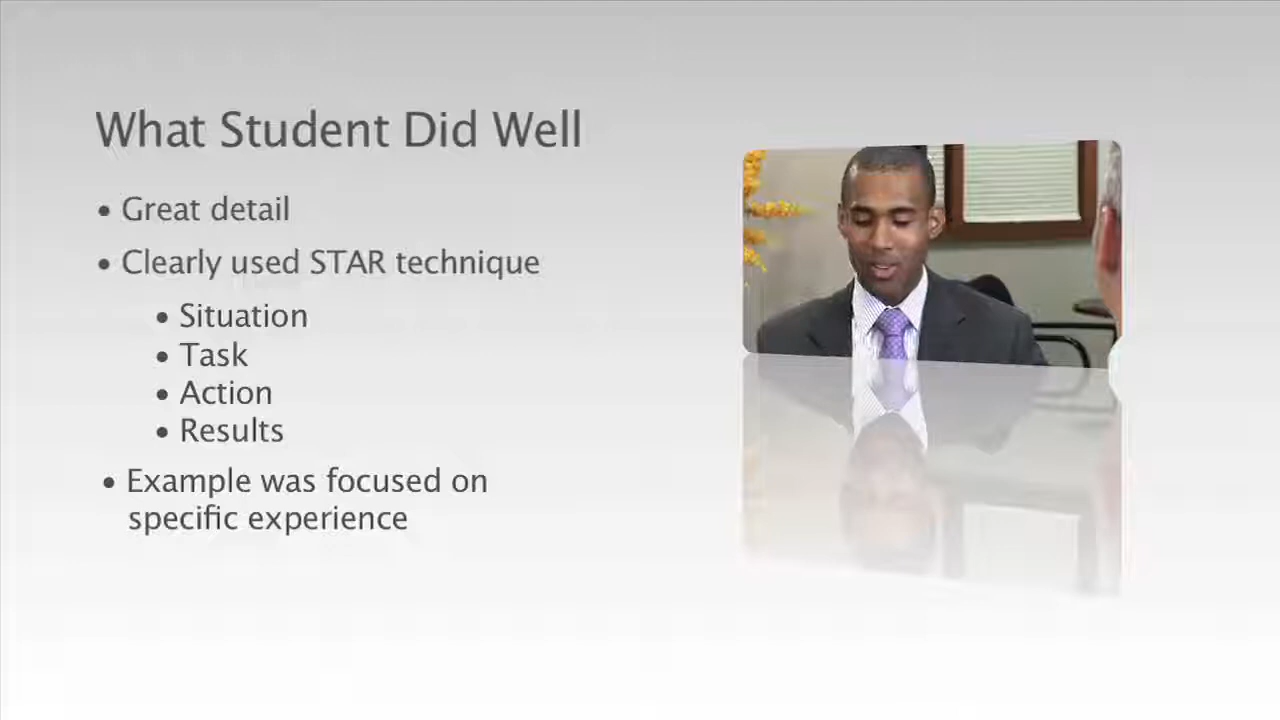 What Student Did Well
• Great detail
• Clearly used STAR technique
• Situation
• Task
• Action
• Results
• Example was focused on
specific experience